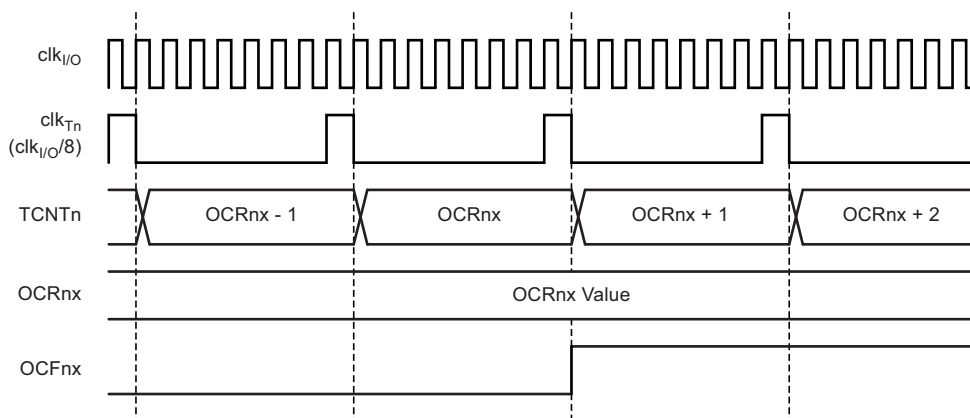 clkI/O
clkTn
(clkI/O/8)
TCNTn OCRnx - 1 OCRnx OCRnx + 1 OCRnx + 2
OCRnx OCRnx Value
OCFnx